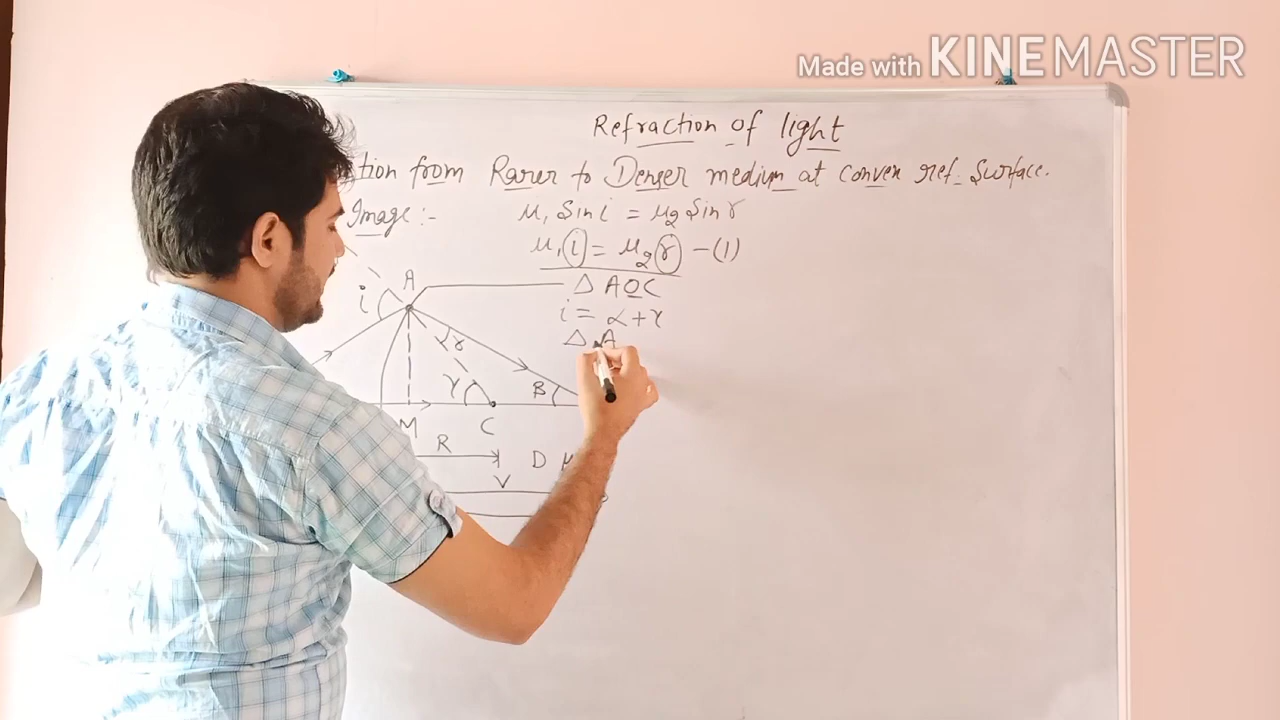 Made with KINEMASTER
Refraction of light
tion from Rarer to Denser medium at convex ref. Surface.
Image :-
μ₁ Sin i = μ₂ Sin r
μ₁ i = μ₂ r - (1)
A
Δ AOC
i
i = α + γ
r
Δ A
γ
B
M
C
R
D μ
V